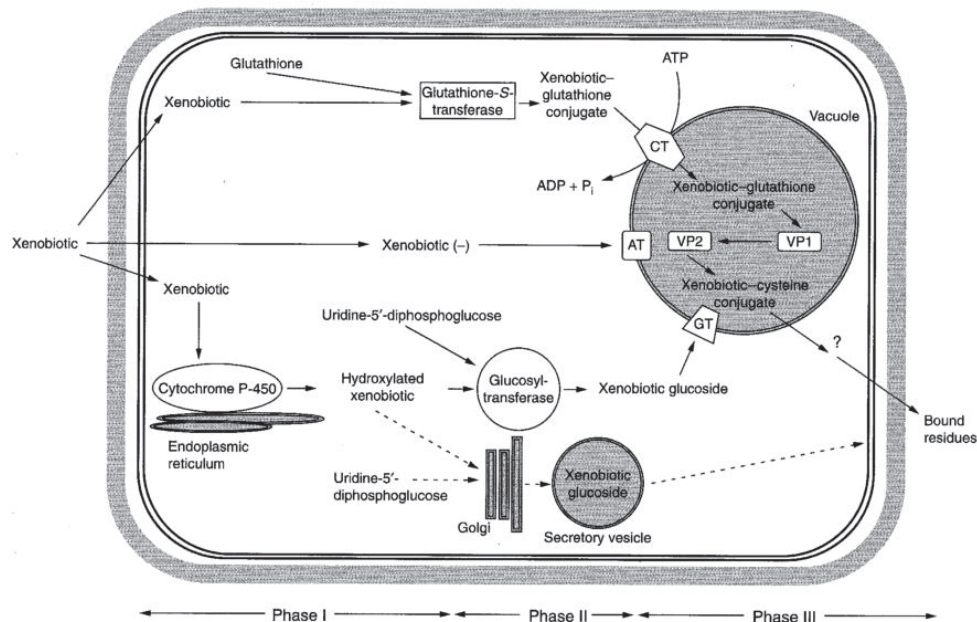 Glutathione
Xenobiotic
Glutathione-S-
transferase
Xenobiotic–
glutathione
conjugate
ATP
Vacuole
CT
ADP + Pi
Xenobiotic–glutathione
conjugate
Xenobiotic
Xenobiotic (–)
AT
VP2
VP1
Xenobiotic
Xenobiotic–cysteine
conjugate
Uridine-5′-diphosphoglucose
GT
?
Cytochrome P-450
Hydroxylated
xenobiotic
Glucosyl-
transferase
Xenobiotic glucoside
Bound
residues
Endoplasmic
reticulum
Uridine-5′-
diphosphoglucose
Xenobiotic
glucoside
Golgi
Secretory vesicle
Phase I
Phase II
Phase III